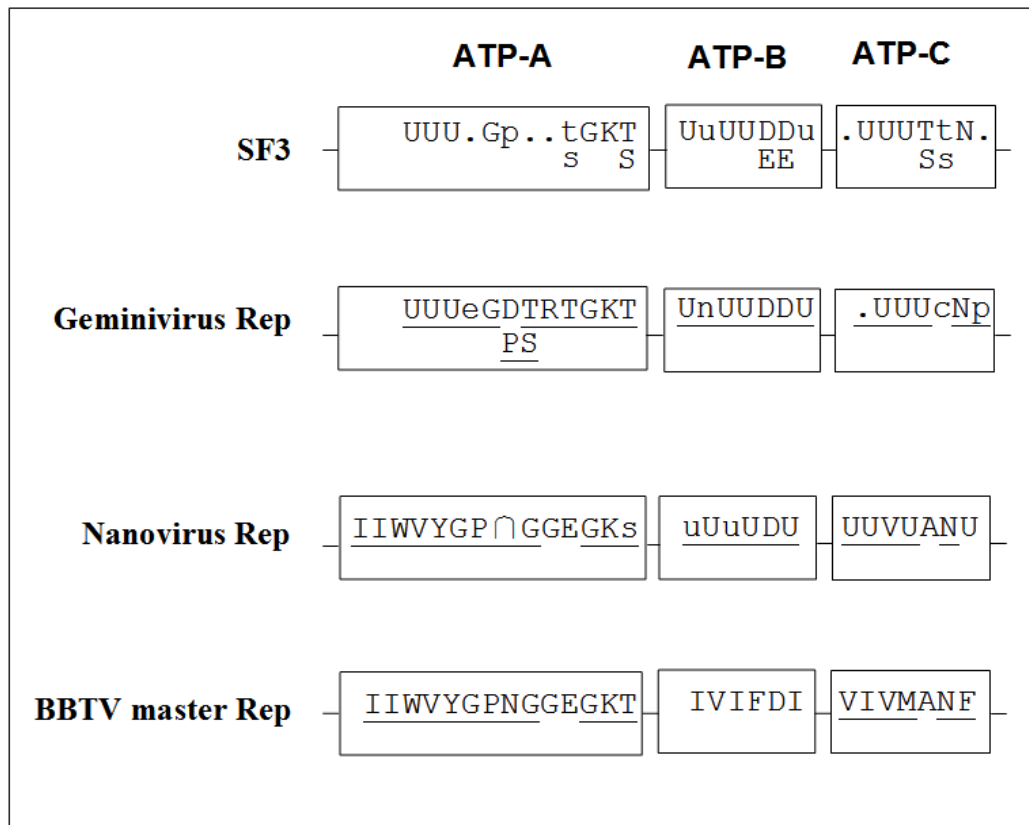 ATP-A ATP-B ATP-C
SF3 UUU.Gp..tGKT UuUUDDu .UUUTtN.
s S EE Ss
Geminivirus Rep UUUeGDTRTGKT UnUUDDU .UUUcNp
PS
Nanovirus Rep IIWVYGP∩GGEGKs uUuUDU UUVUANU
BBTV master Rep IIWVYGPNGGEGKT IVIFDI VIVMANF